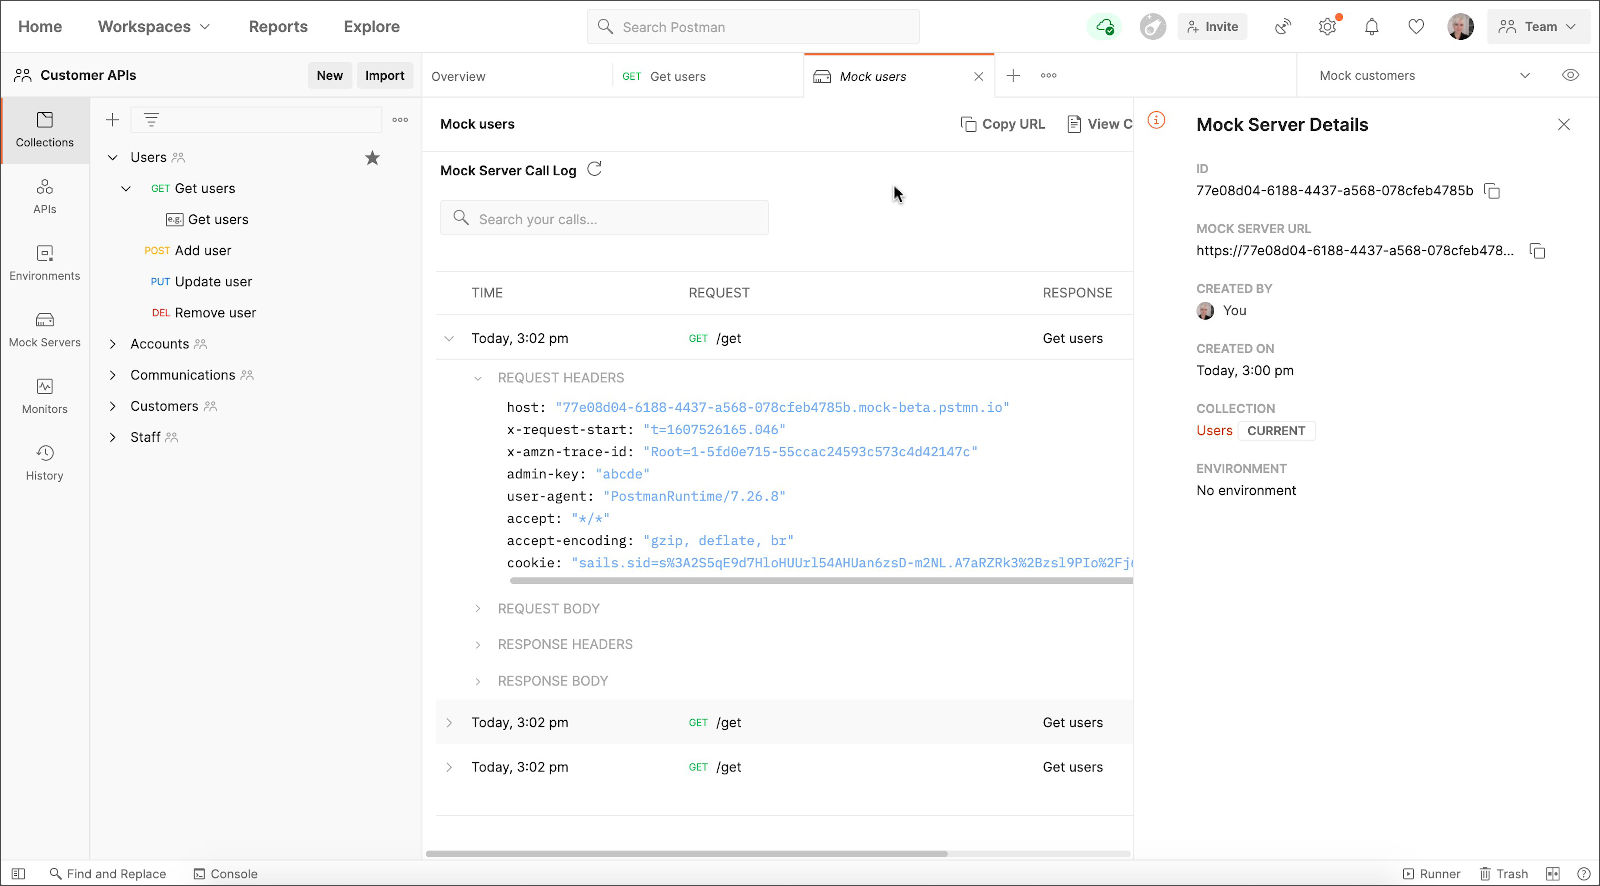 Home Workspaces Reports Explore Search Postman Invite Team
Customer APIs New Import Overview GET Get users Mock users Mock customers
Collections
APIs
Environments
Mock Servers
Monitors
History
Users
GET Get users
e.g. Get users
POST Add user
PUT Update user
DEL Remove user
Accounts
Communications
Customers
Staff
Mock users Copy URL View C
Mock Server Call Log
Search your calls...
TIME REQUEST RESPONSE
Today, 3:02 pm GET /get Get users
REQUEST HEADERS
host: "77e08d04-6188-4437-a568-078cfeb4785b.mock-beta.pstmn.io"
x-request-start: "t=1607526165.046"
x-amzn-trace-id: "Root=1-5fd0e715-55ccac24593c573c4d42147c"
admin-key: "abcde"
user-agent: "PostmanRuntime/7.26.8"
accept: "*/*"
accept-encoding: "gzip, deflate, br"
cookie: "sails.sid=s%3A2S5qE9d7HloHUUrl54AHUan6zsD-m2NL.A7aRZRk3%2Bzsl9PIo%2Fj
REQUEST BODY
RESPONSE HEADERS
RESPONSE BODY
Today, 3:02 pm GET /get Get users
Today, 3:02 pm GET /get Get users
Mock Server Details
ID
77e08d04-6188-4437-a568-078cfeb4785b
MOCK SERVER URL
https://77e08d04-6188-4437-a568-078cfeb478...
CREATED BY
You
CREATED ON
Today, 3:00 pm
COLLECTION
Users CURRENT
ENVIRONMENT
No environment
Find and Replace Console Runner Trash